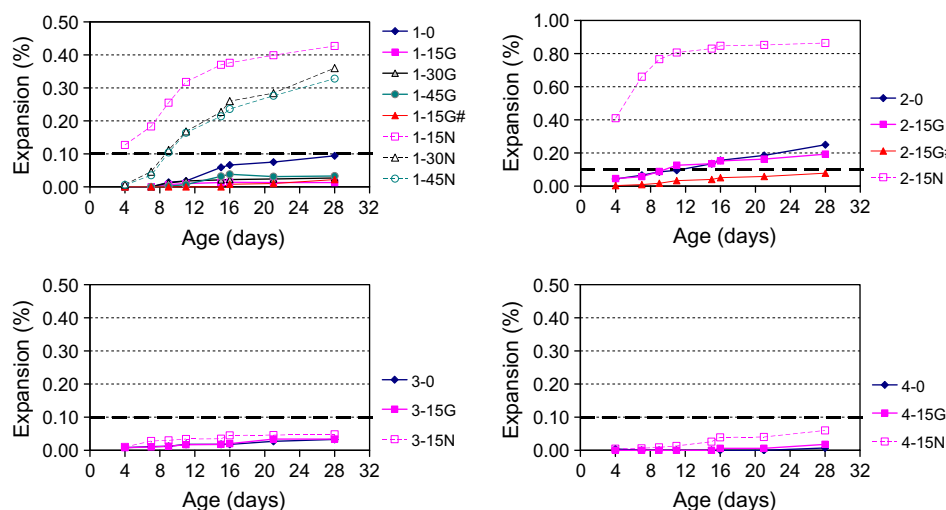 Expansion (%)
0.50
0.40
0.30
0.20
0.10
0.00
0 4 8 12 16 20 24 28 32
Age (days)
1-0
1-15G
1-30G
1-45G
1-15G#
1-15N
1-30N
1-45N
Expansion (%)
1.00
0.80
0.60
0.40
0.20
0.00
0 4 8 12 16 20 24 28 32
Age (days)
2-0
2-15G
2-15G#
2-15N
Expansion (%)
0.50
0.40
0.30
0.20
0.10
0.00
0 4 8 12 16 20 24 28 32
Age (days)
3-0
3-15G
3-15N
Expansion (%)
0.50
0.40
0.30
0.20
0.10
0.00
0 4 8 12 16 20 24 28 32
Age (days)
4-0
4-15G
4-15N